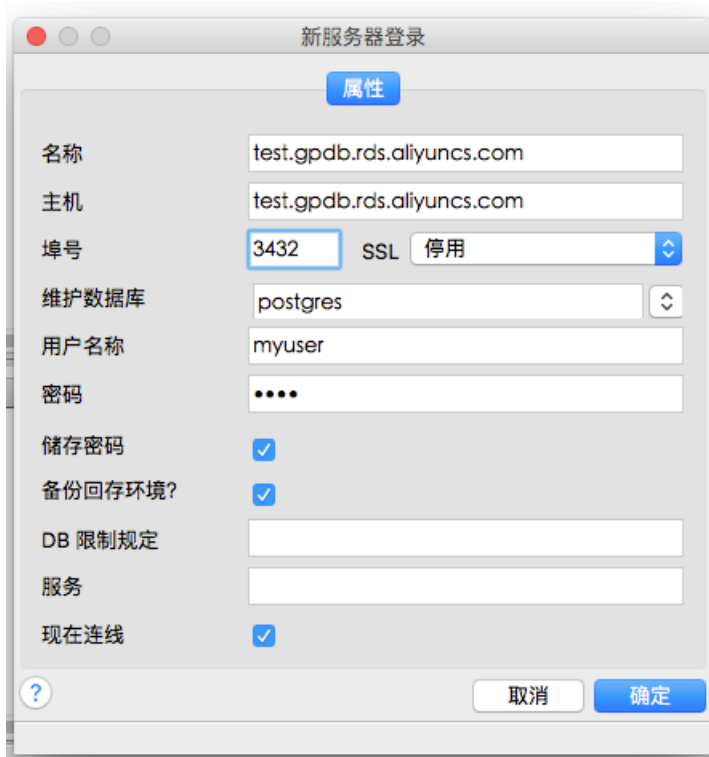 新服务器登录
属性
名称 test.gpdb.rds.aliyuncs.com
主机 test.gpdb.rds.aliyuncs.com
埠号 3432 SSL 停用
维护数据库 postgres
用户名称 myuser
密码 ••••
储存密码
备份回存环境?
DB 限制规定
服务
现在连线
? 取消 确定